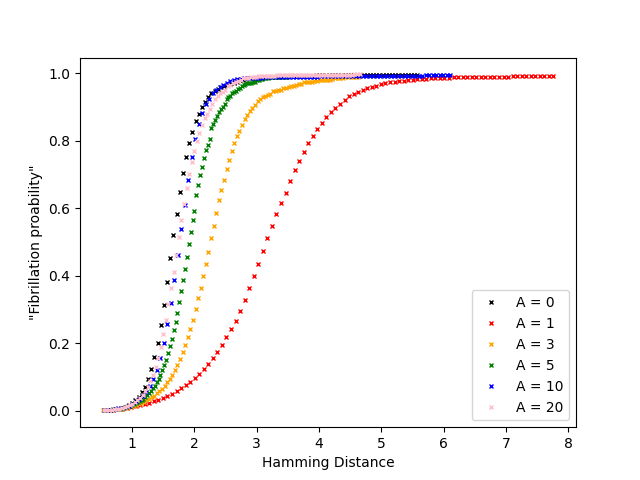 1.0
0.8
0.6
0.4
0.2
0.0
"Fibrillation proability"
1 2 3 4 5 6 7 8
Hamming Distance
A = 0
A = 1
A = 3
A = 5
A = 10
A = 20